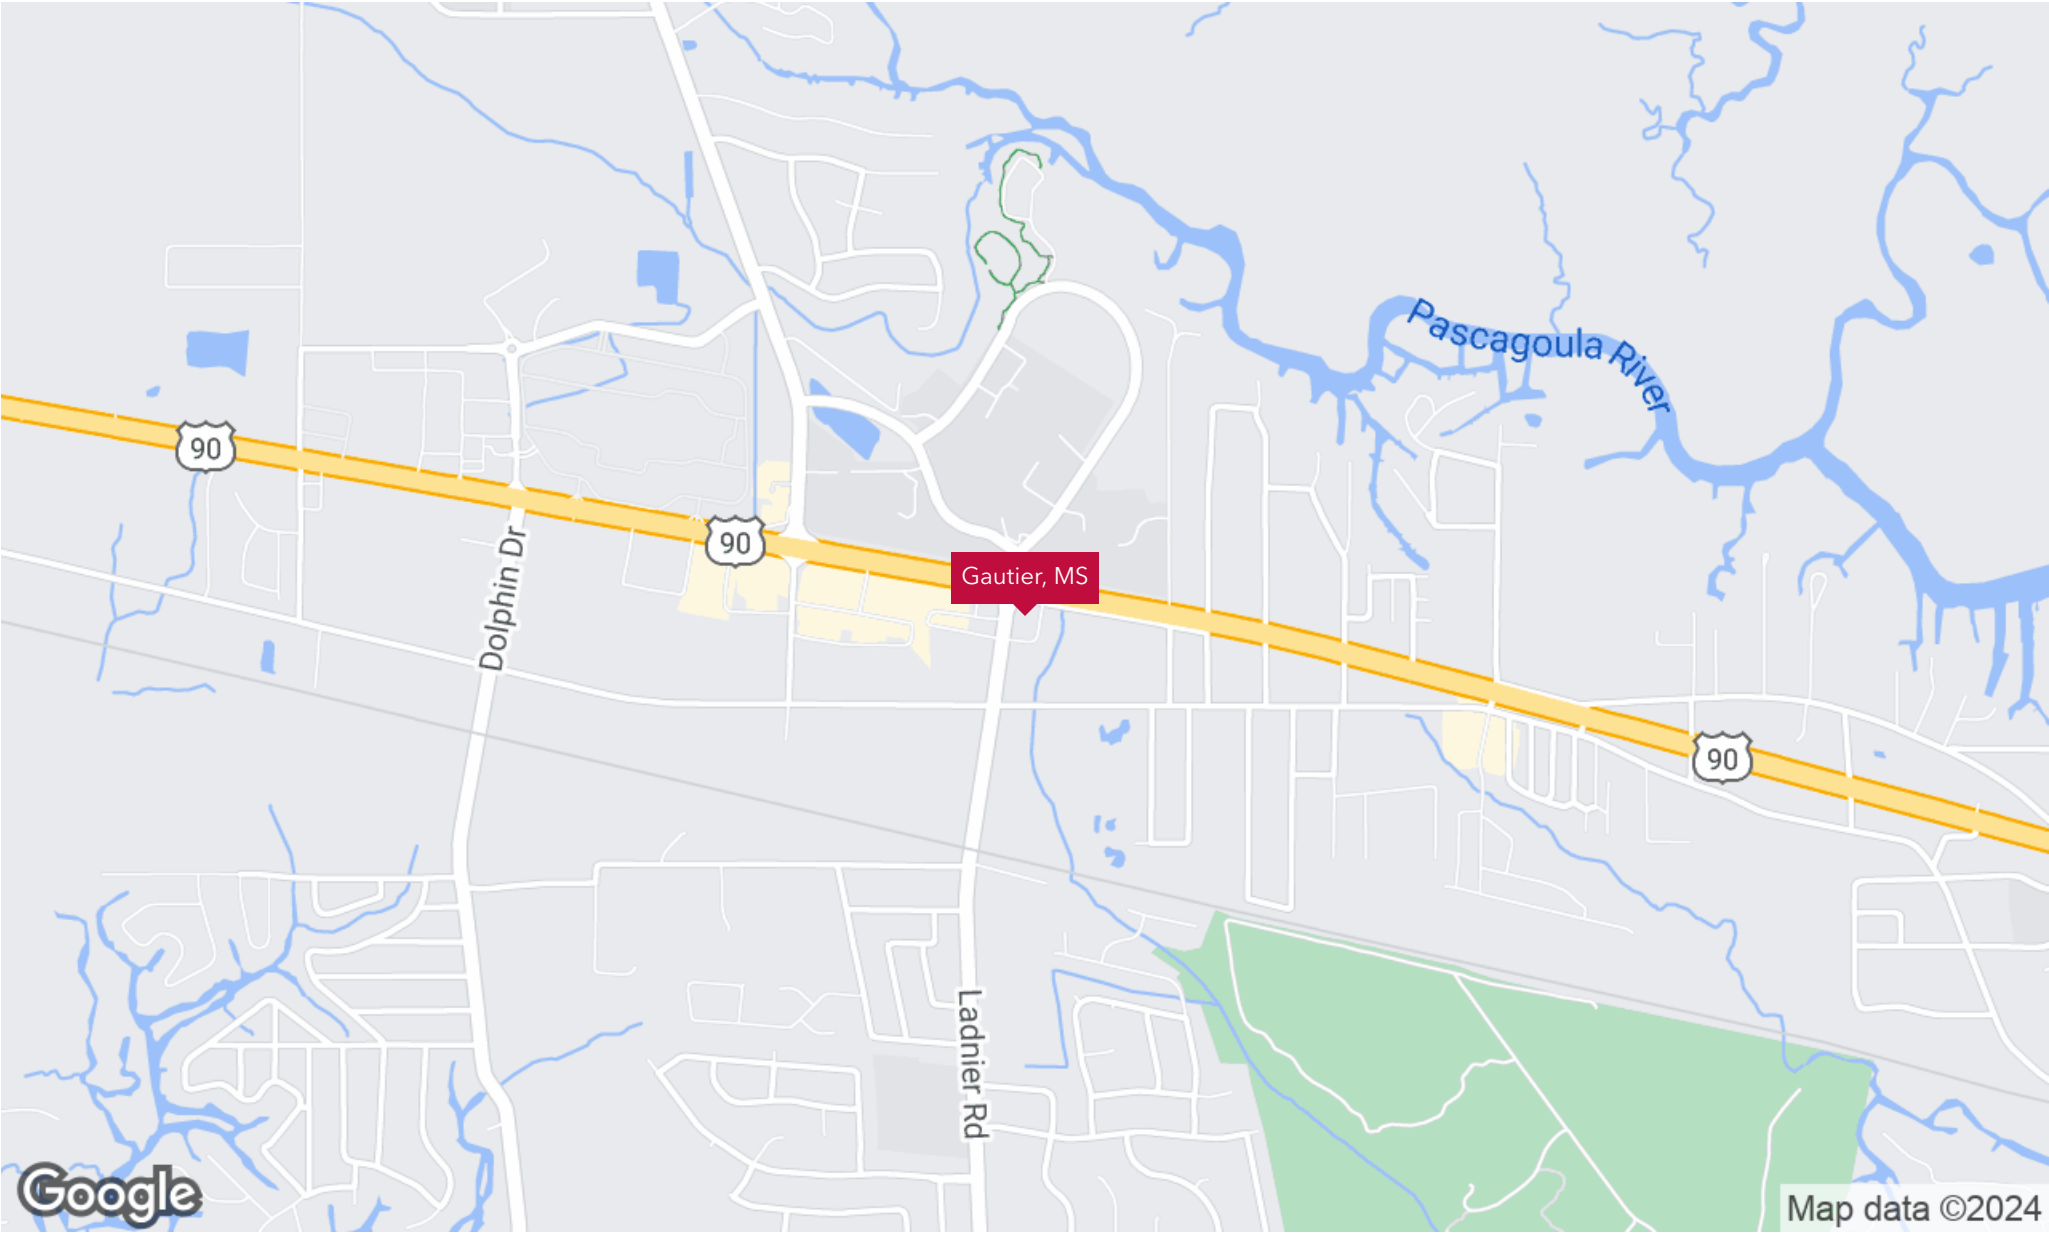 Pascagoula River
90
90
Gautier, MS
Dolphin Dr
90
Ladnier Rd
Google
Map data ©2024